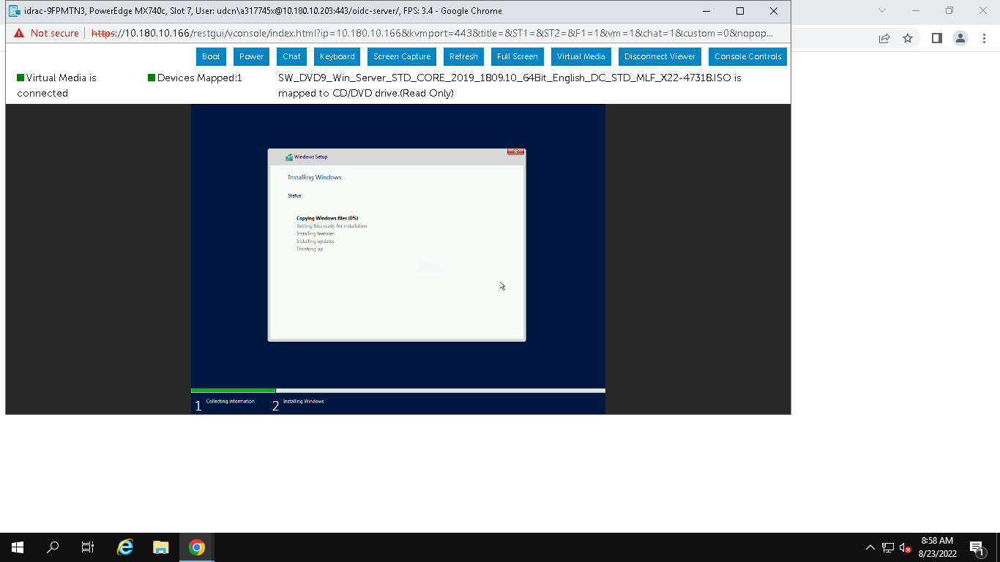 idrac-9FPMTN3, PowerEdge MX740c, Slot 7, User: udcn\a317745x@10.180.10.203:443/oidc-server/, FPS: 3.4 - Google Chrome
Not secure https://10.180.10.166/restgui/vconsole/index.html?ip=10.180.10.166&kvmport=443&title=&ST1=&ST2=&F1=1&vm=1&chat=1&custom=0&nopop...
Boot Power Chat Keyboard Screen Capture Refresh Full Screen Virtual Media Disconnect Viewer Console Controls
Virtual Media is connected
Devices Mapped:1
SW_DVD9_Win_Server_STD_CORE_2019_1809.10_64Bit_English_DC_STD_MLF_X22-47318.ISO is
mapped to CD/DVD drive.(Read Only)
Windows Setup
Installing Windows
Status
Copying Windows files (0%)
Getting files ready for installation
Installing features
Installing updates
Finishing up
1 Collecting information 2 Installing Windows
8:58 AM
8/23/2022
1